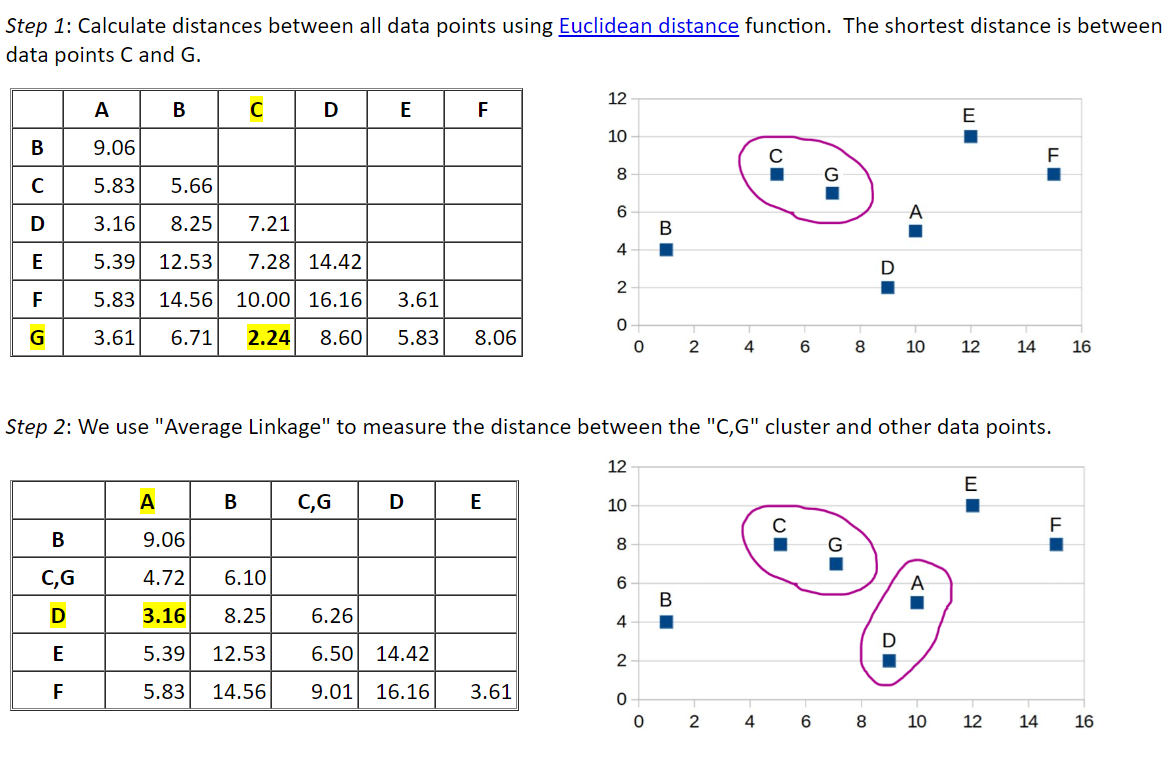 Step 1: Calculate distances between all data points using Euclidean distance function. The shortest distance is between
data points C and G.
A B C D E F
B 9.06
C 5.83 5.66
D 3.16 8.25 7.21
E 5.39 12.53 7.28 14.42
F 5.83 14.56 10.00 16.16 3.61
G 3.61 6.71 2.24 8.60 5.83 8.06
12
10
8
6
4
2
0
0 2 4 6 8 10 12 14 16
E
C
F
G
A
B
D
Step 2: We use "Average Linkage" to measure the distance between the "C,G" cluster and other data points.
A B C,G D E
B 9.06
C,G 4.72 6.10
D 3.16 8.25 6.26
E 5.39 12.53 6.50 14.42
F 5.83 14.56 9.01 16.16 3.61
12
10
8
6
4
2
0
0 2 4 6 8 10 12 14 16
E
C
F
G
A
B
D